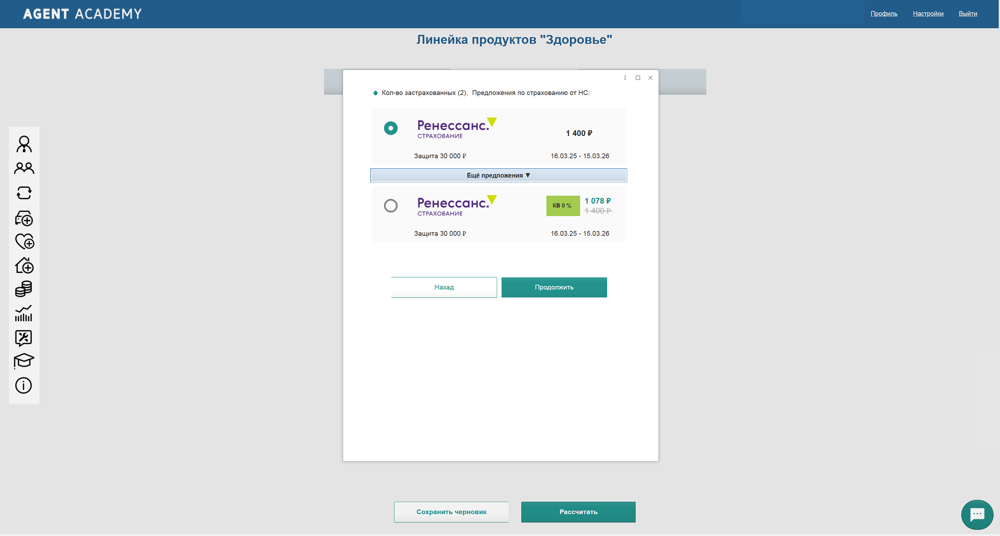 AGENT ACADEMY
Профиль
Настройки
Выйти
Линейка продуктов "Здоровье"
Кол-во застрахованных (2). Предложения по страхованию от НС:
Ренессанс.
СТРАХОВАНИЕ
1 400 ₽
Защита 30 000 ₽
16.03.25 - 15.03.26
Ещё предложения ▼
Ренессанс.
СТРАХОВАНИЕ
КВ 0 %
1 078 ₽
1 400 ₽
Защита 30 000 ₽
16.03.25 - 15.03.26
Назад
Продолжить
Сохранить черновик
Рассчитать